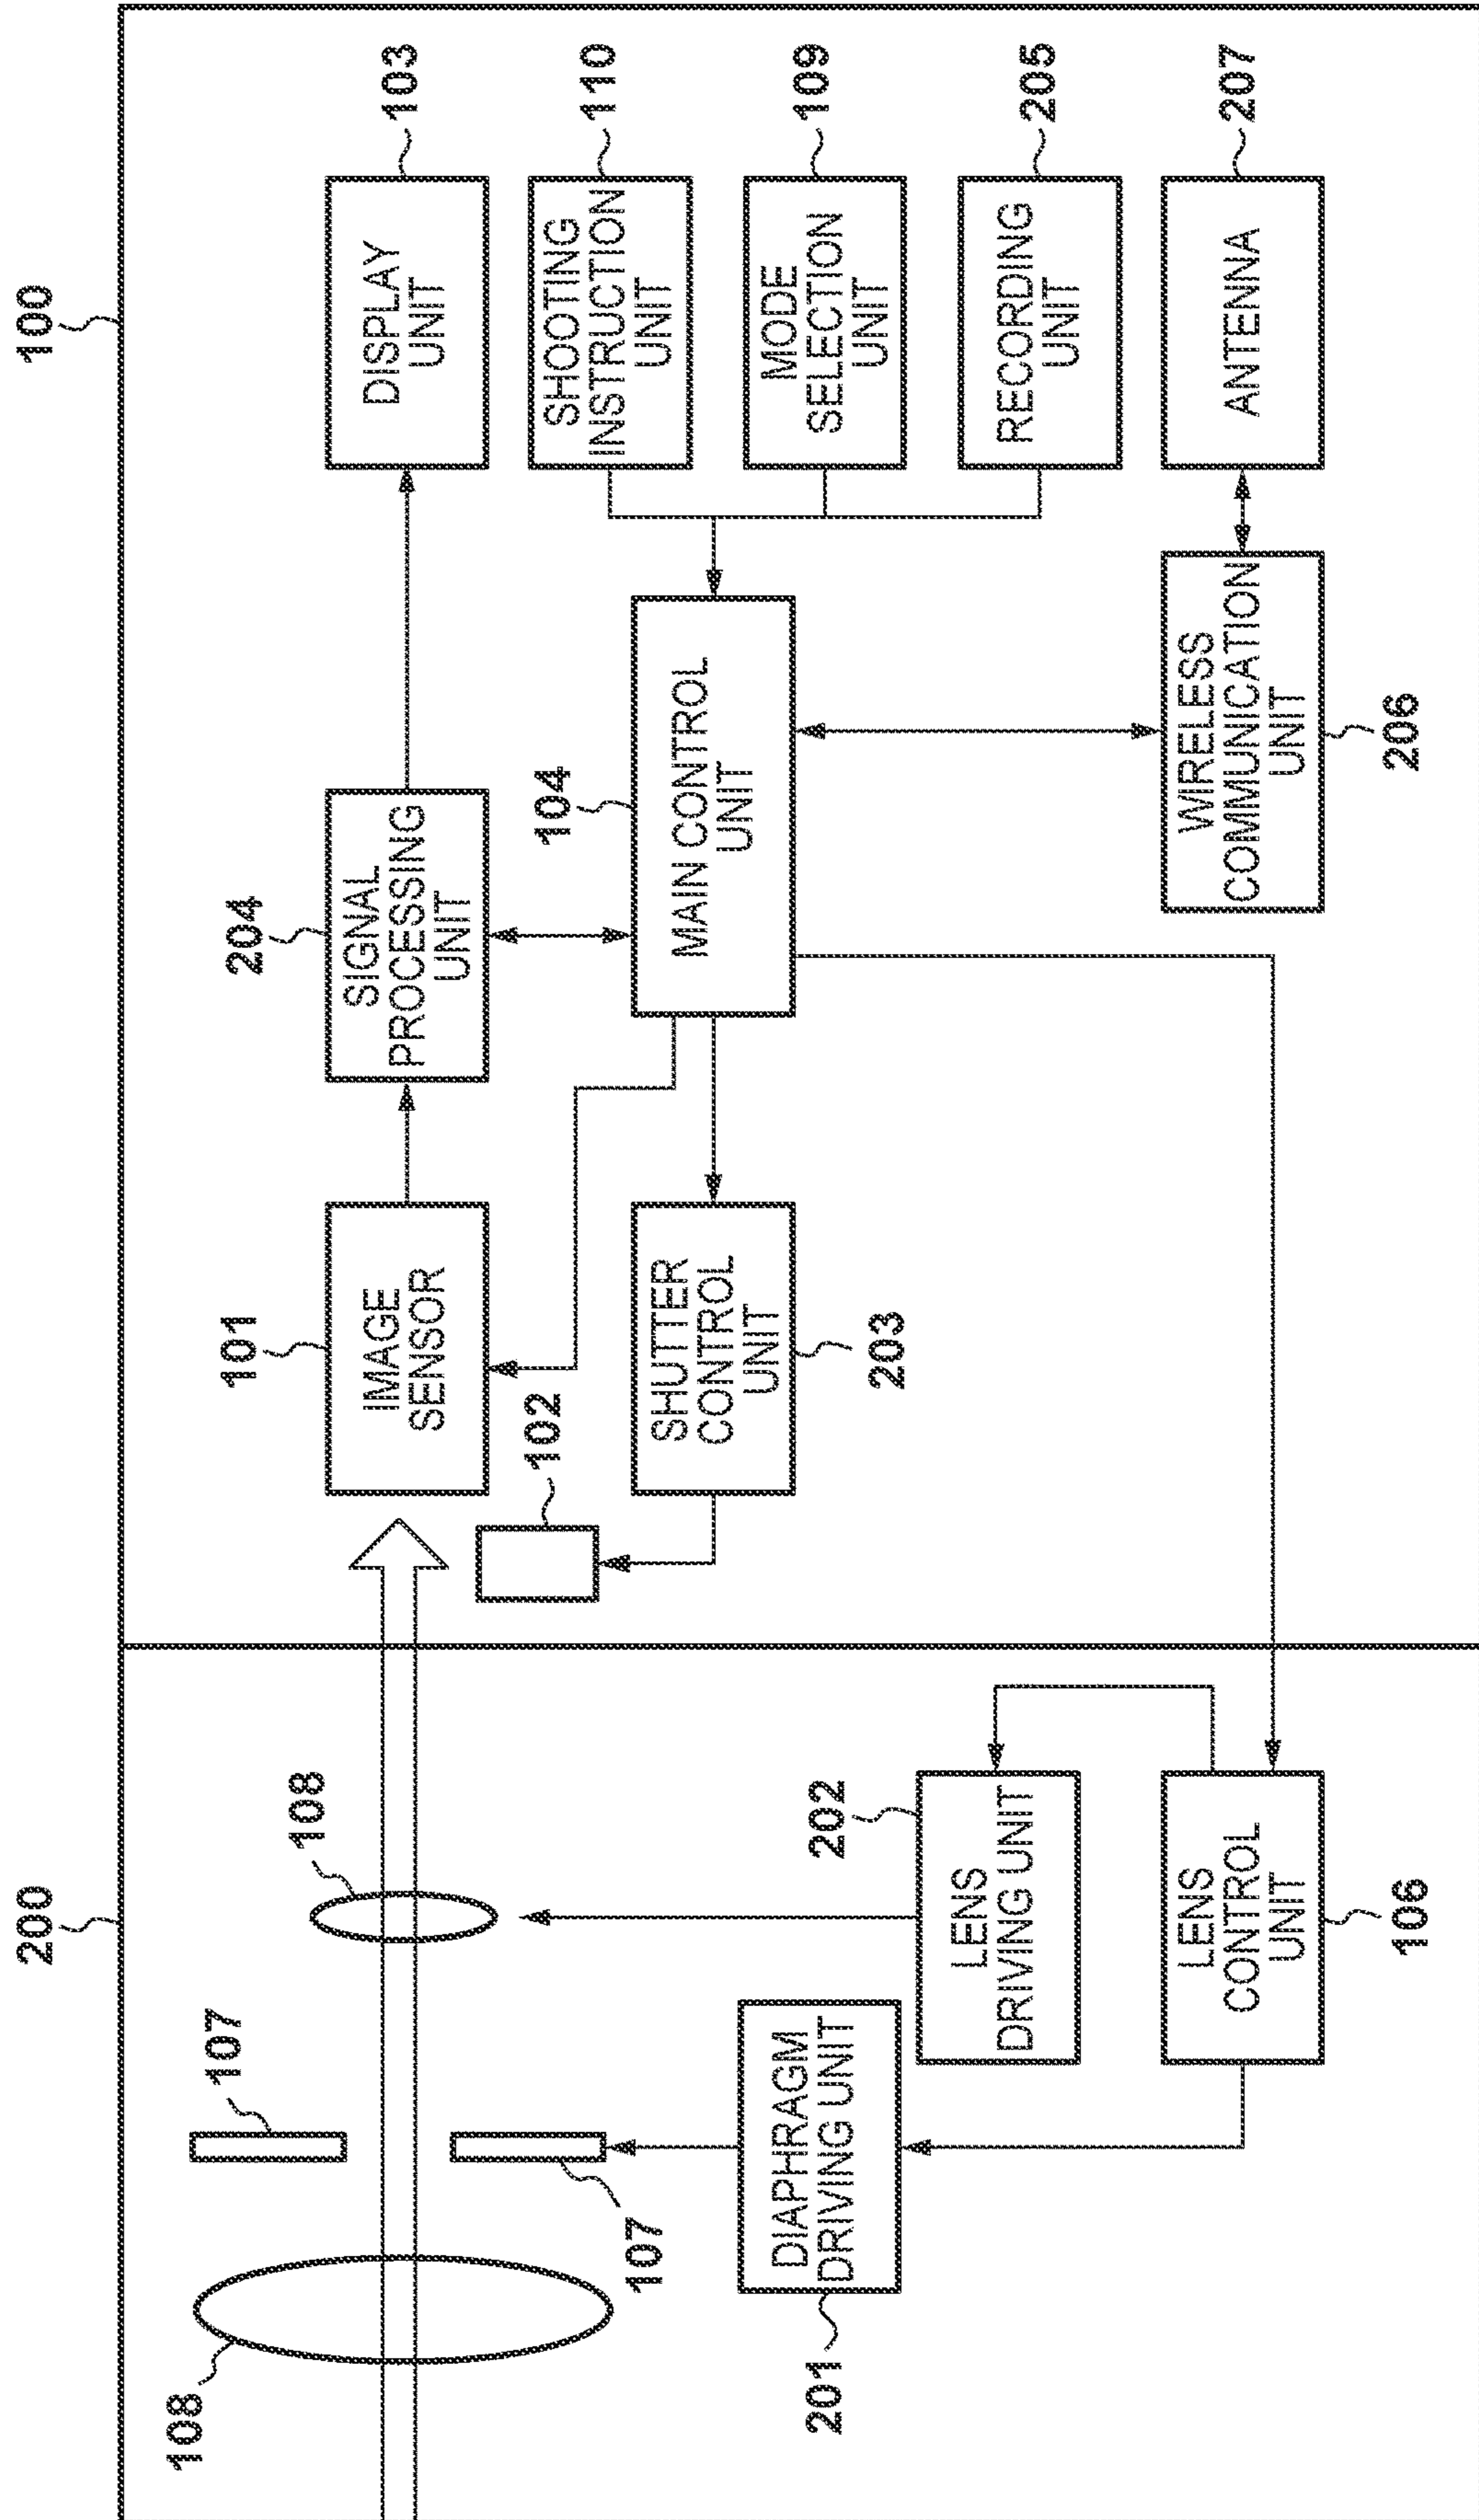 200
100
108
107
107
108
201
DIAPHRAGM
DRIVING UNIT
202
LENS
DRIVING UNIT
LENS
CONTROL
UNIT
106
101
IMAGE
SENSOR
102
SHUTTER
CONTROL
UNIT
203
204
SIGNAL
PROCESSING
UNIT
104
MAIN CONTROL
UNIT
WIRELESS
COMMUNICATION
UNIT
206
DISPLAY
UNIT
103
SHOOTING
INSTRUCTION
UNIT
110
MODE
SELECTION
UNIT
109
RECORDING
UNIT
205
ANTENNA
207